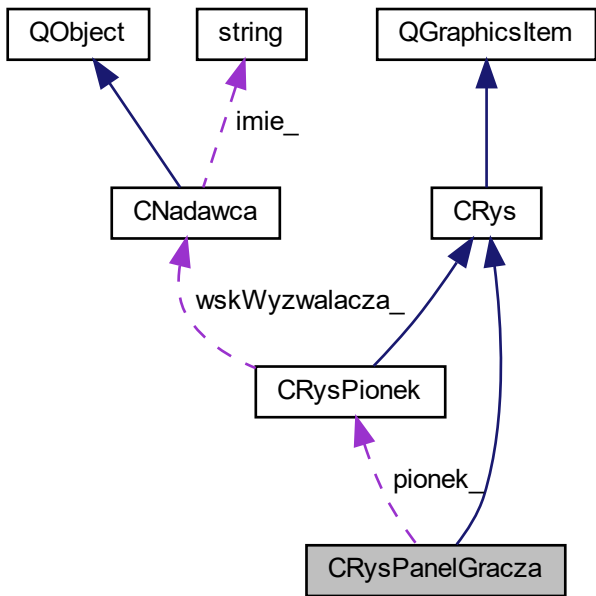 QObject
string
QGraphicsItem
imie_
CNadawca
CRys
wskWyzwalacza_
CRysPionek
pionek_
CRysPanelGracza